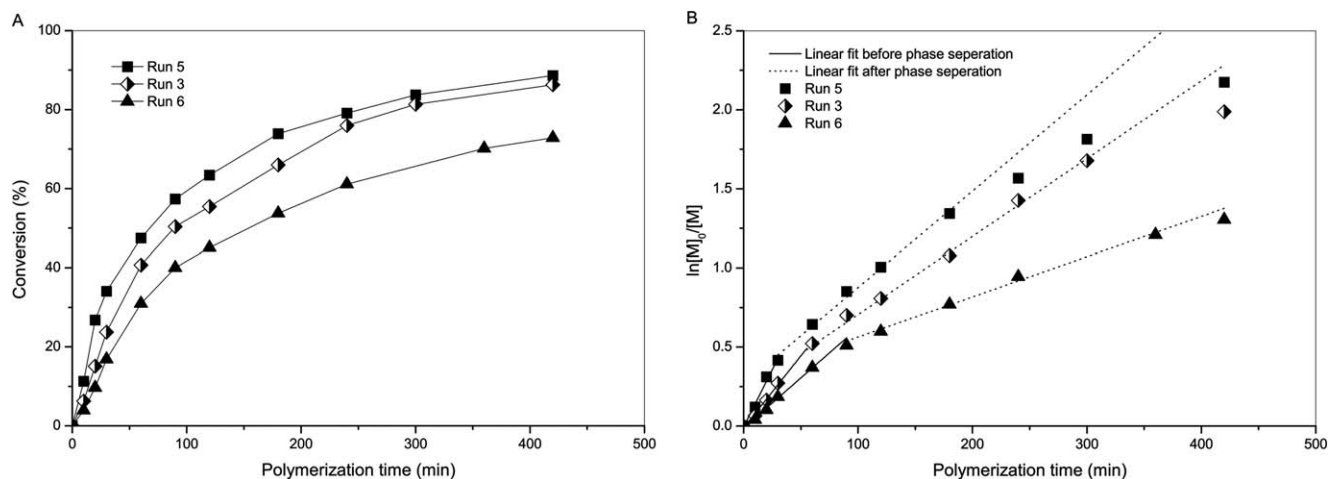 A
100
80
60
40
20
0
Conversion (%)
Run 5
Run 3
Run 6
0 100 200 300 400 500
Polymerization time (min)
B
2.5
2.0
1.5
1.0
0.5
0.0
ln[M]0/[M]
Linear fit before phase seperation
Linear fit after phase seperation
Run 5
Run 3
Run 6
0 100 200 300 400 500
Polymerization time (min)